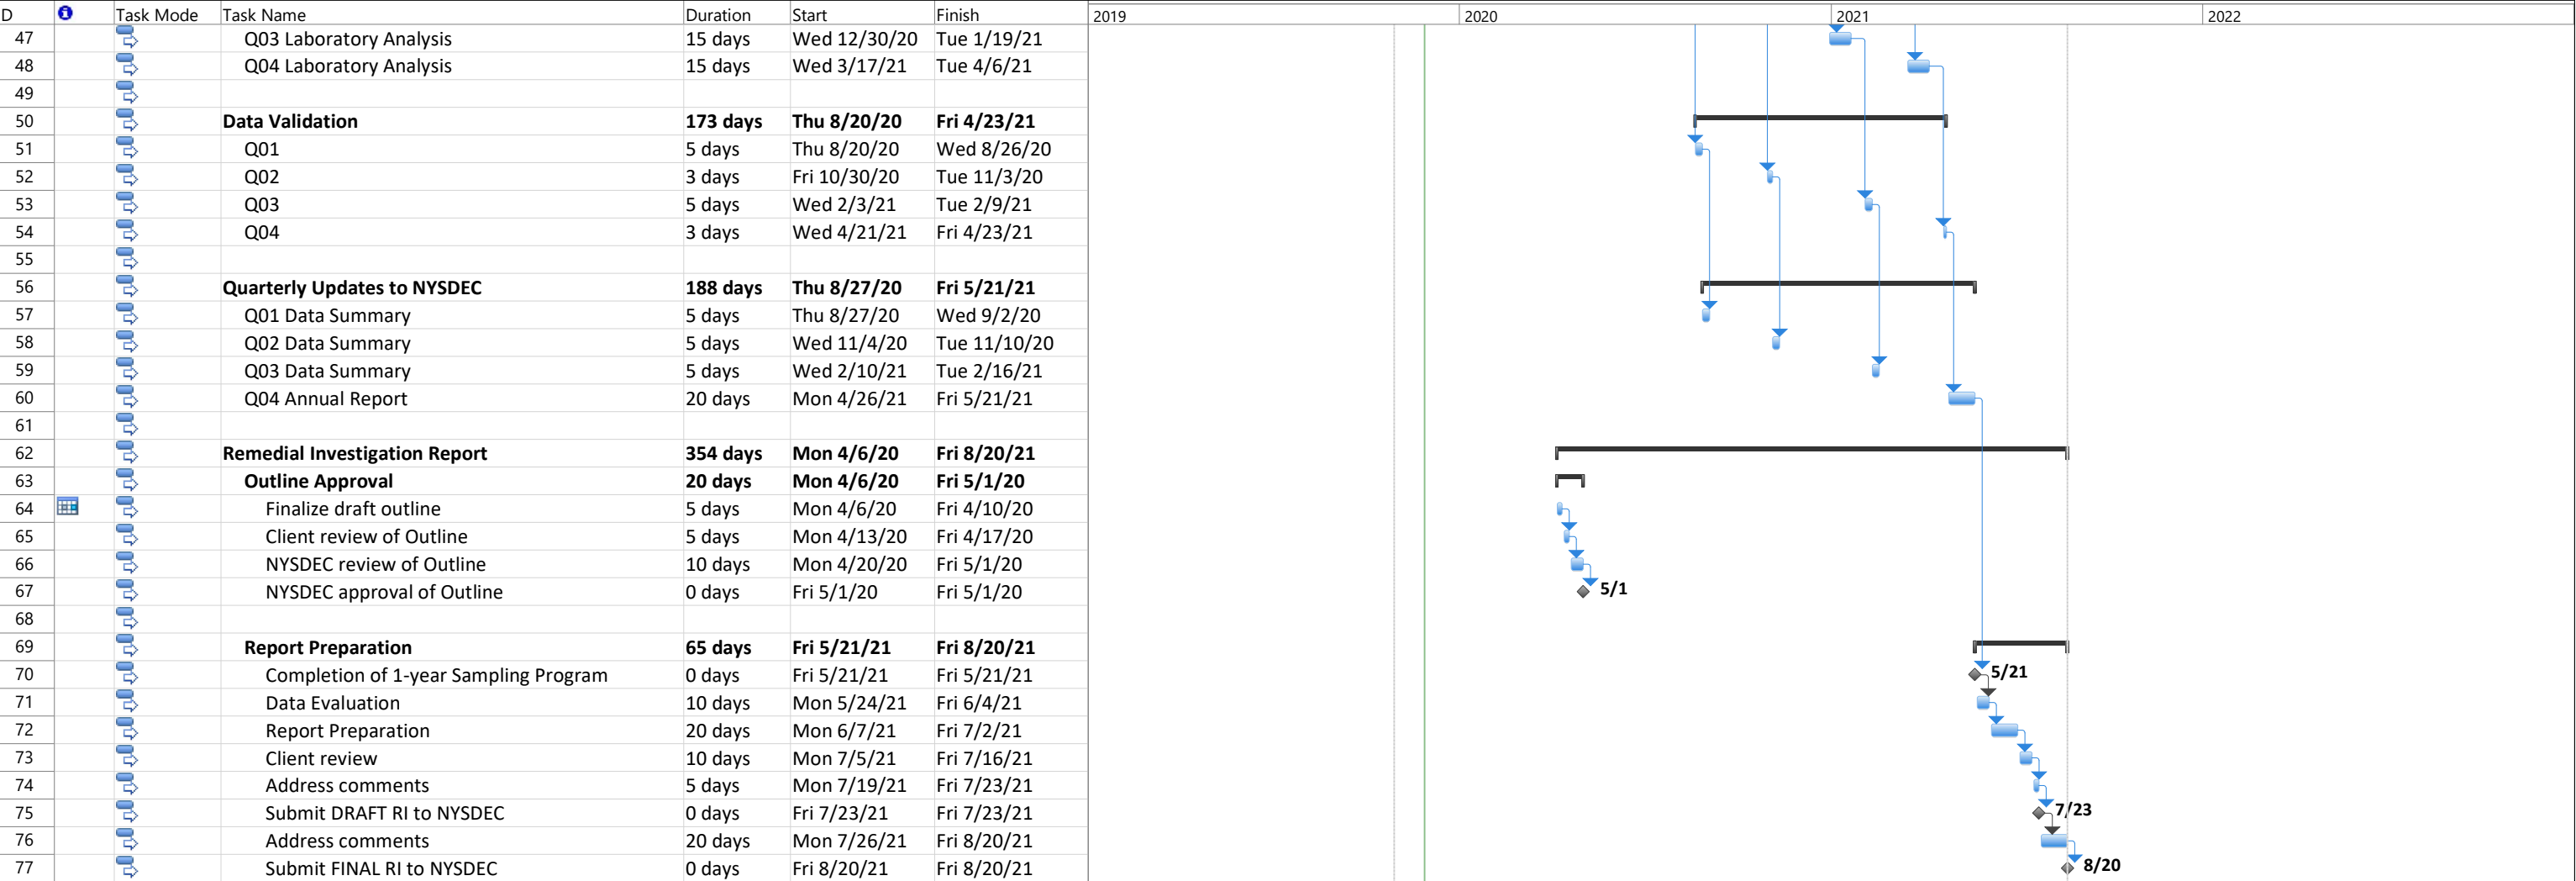 D Task Mode Task Name Duration Start Finish 2019 2020 2021 2022
47 Q03 Laboratory Analysis 15 days Wed 12/30/20 Tue 1/19/21
48 Q04 Laboratory Analysis 15 days Wed 3/17/21 Tue 4/6/21
49
50 Data Validation 173 days Thu 8/20/20 Fri 4/23/21
51 Q01 5 days Thu 8/20/20 Wed 8/26/20
52 Q02 3 days Fri 10/30/20 Tue 11/3/20
53 Q03 5 days Wed 2/3/21 Tue 2/9/21
54 Q04 3 days Wed 4/21/21 Fri 4/23/21
55
56 Quarterly Updates to NYSDEC 188 days Thu 8/27/20 Fri 5/21/21
57 Q01 Data Summary 5 days Thu 8/27/20 Wed 9/2/20
58 Q02 Data Summary 5 days Wed 11/4/20 Tue 11/10/20
59 Q03 Data Summary 5 days Wed 2/10/21 Tue 2/16/21
60 Q04 Annual Report 20 days Mon 4/26/21 Fri 5/21/21
61
62 Remedial Investigation Report 354 days Mon 4/6/20 Fri 8/20/21
63 Outline Approval 20 days Mon 4/6/20 Fri 5/1/20
64 Finalize draft outline 5 days Mon 4/6/20 Fri 4/10/20
65 Client review of Outline 5 days Mon 4/13/20 Fri 4/17/20
66 NYSDEC review of Outline 10 days Mon 4/20/20 Fri 5/1/20
67 NYSDEC approval of Outline 0 days Fri 5/1/20 Fri 5/1/20 5/1
68
69 Report Preparation 65 days Fri 5/21/21 Fri 8/20/21
70 Completion of 1-year Sampling Program 0 days Fri 5/21/21 Fri 5/21/21 5/21
71 Data Evaluation 10 days Mon 5/24/21 Fri 6/4/21
72 Report Preparation 20 days Mon 6/7/21 Fri 7/2/21
73 Client review 10 days Mon 7/5/21 Fri 7/16/21
74 Address comments 5 days Mon 7/19/21 Fri 7/23/21
75 Submit DRAFT RI to NYSDEC 0 days Fri 7/23/21 Fri 7/23/21 7/23
76 Address comments 20 days Mon 7/26/21 Fri 8/20/21
77 Submit FINAL RI to NYSDEC 0 days Fri 8/20/21 Fri 8/20/21 8/20